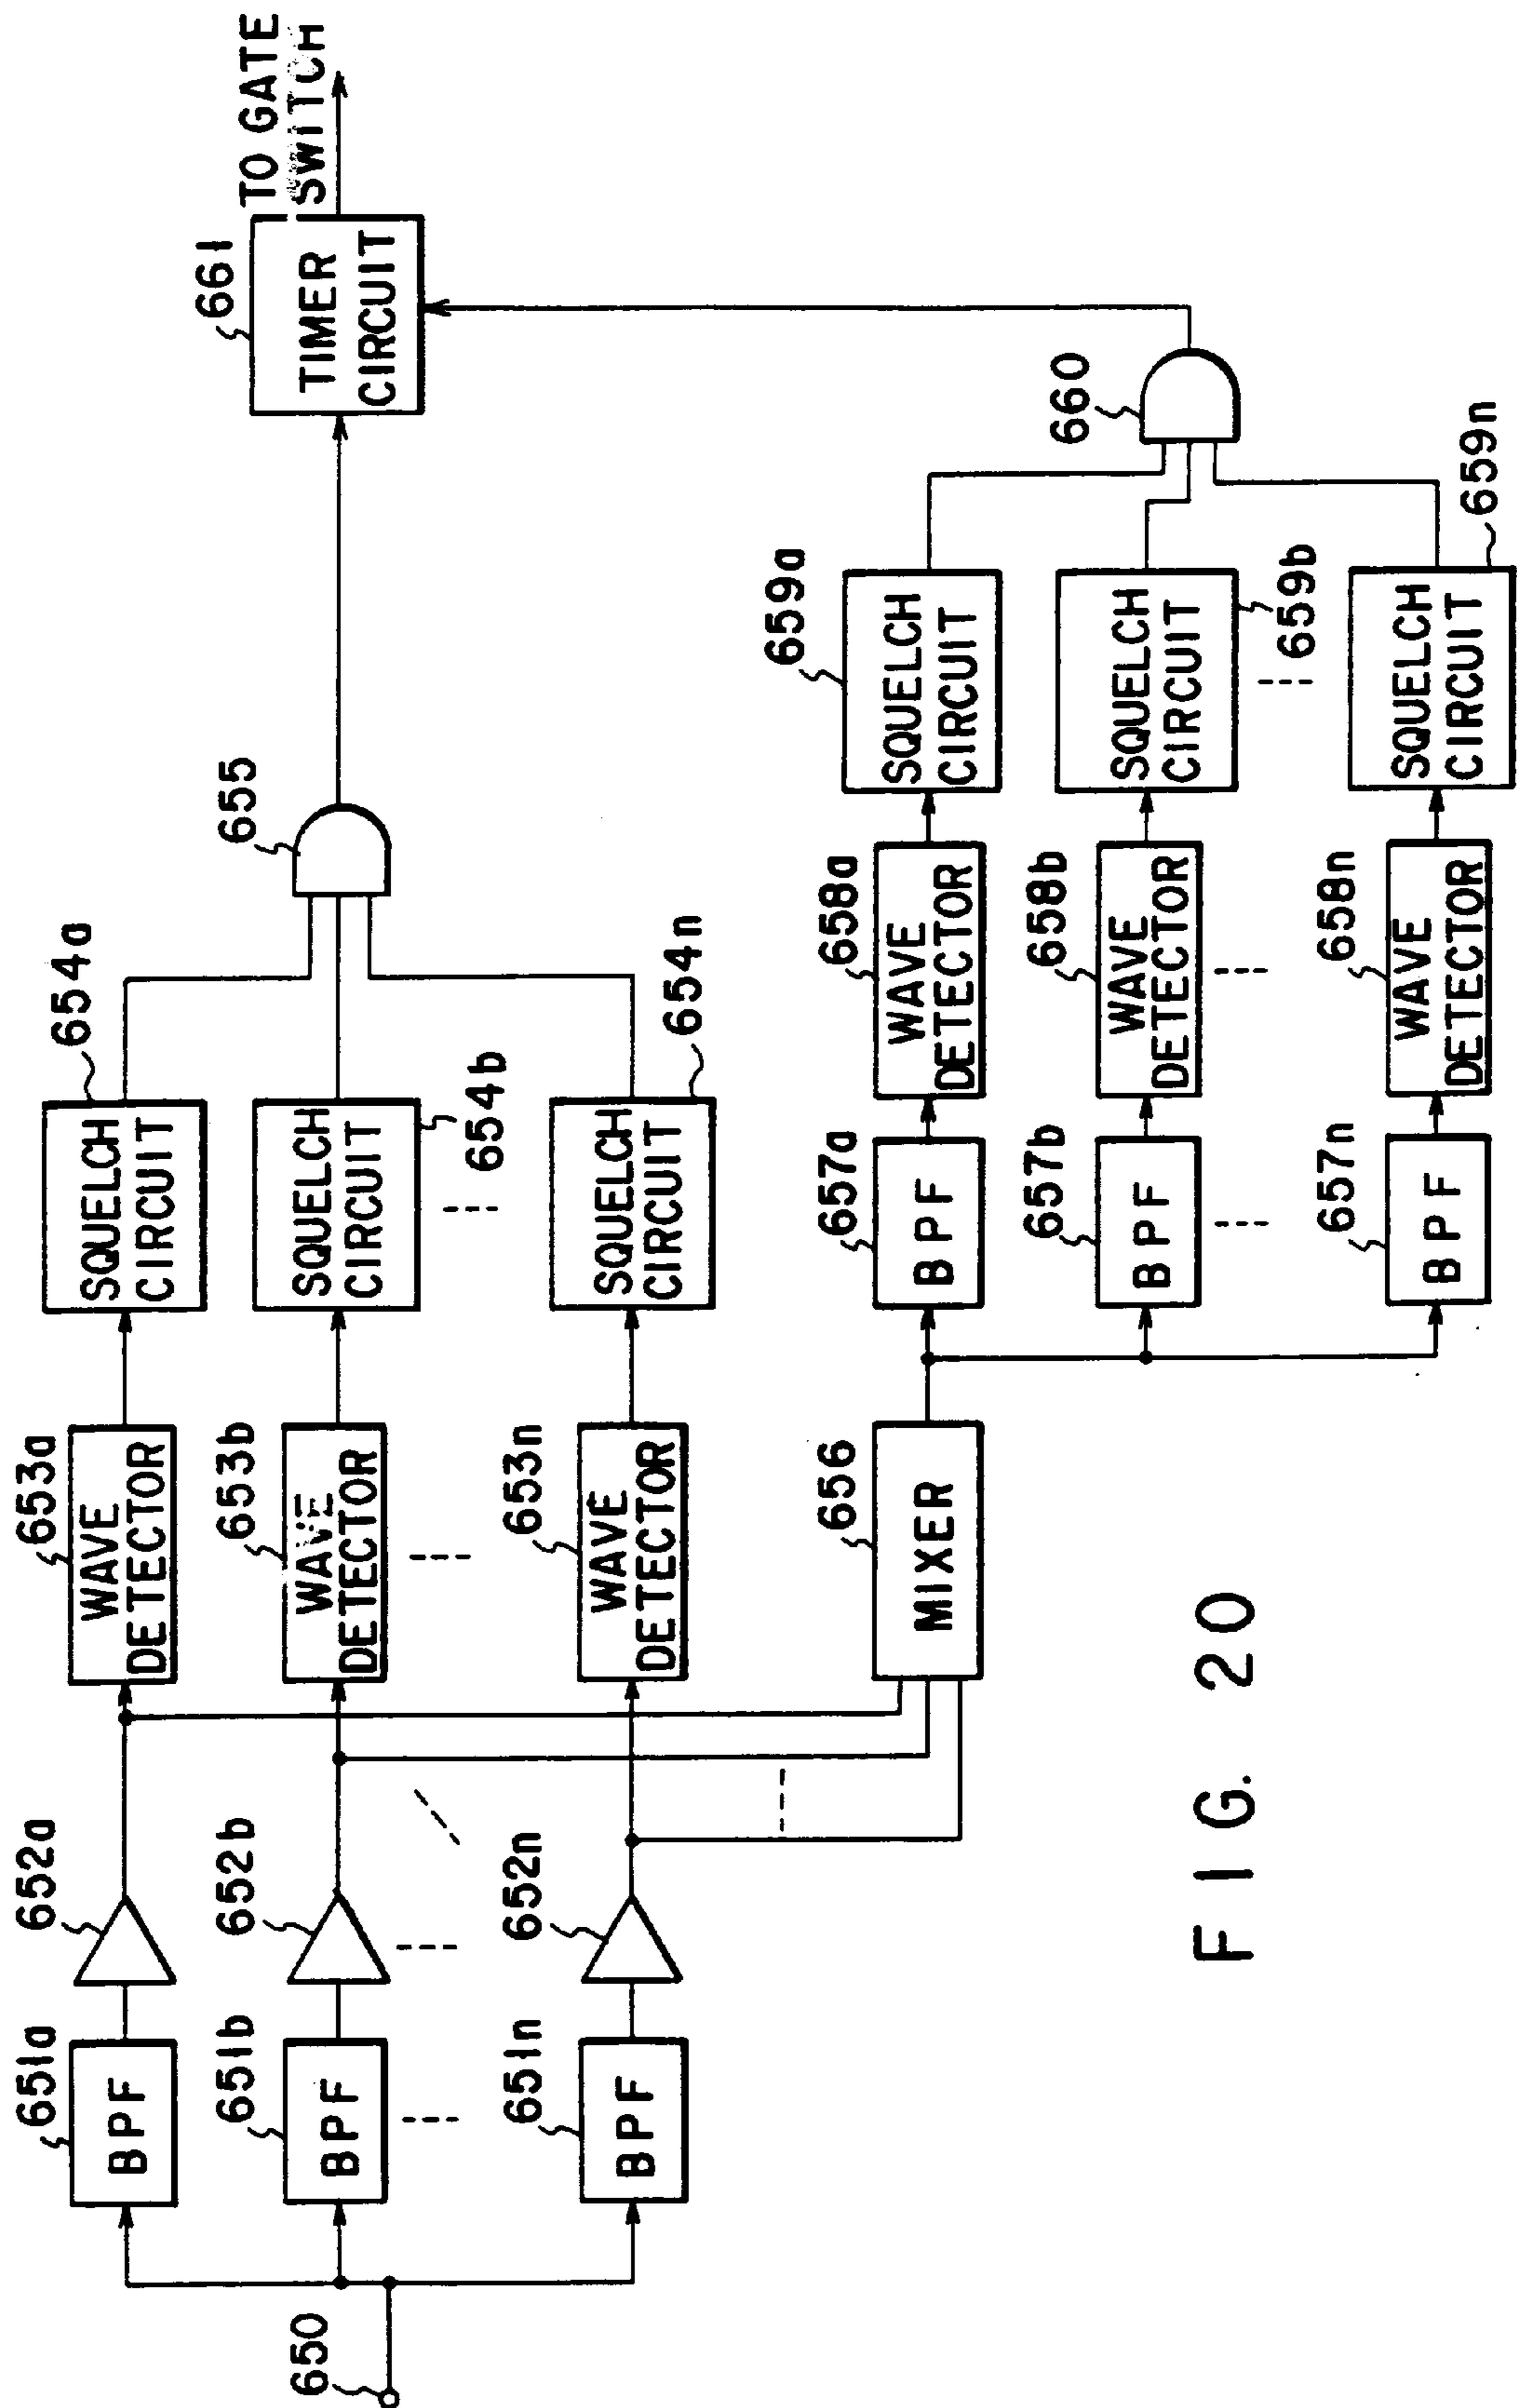 650
651a
BPF
652a
653a
WAVE
DETECTOR
654a
SQUELCH
CIRCUIT
651b
BPF
652b
653b
WAVE
DETECTOR
654b
SQUELCH
CIRCUIT
651n
BPF
652n
653n
WAVE
DETECTOR
654n
SQUELCH
CIRCUIT
655
661
TIMER
CIRCUIT
TO GATE
SWITCH
656
MIXER
657a
BPF
658a
WAVE
DETECTOR
659a
SQUELCH
CIRCUIT
657b
BPF
658b
WAVE
DETECTOR
659b
SQUELCH
CIRCUIT
657n
BPF
658n
WAVE
DETECTOR
659n
SQUELCH
CIRCUIT
660
FIG. 20